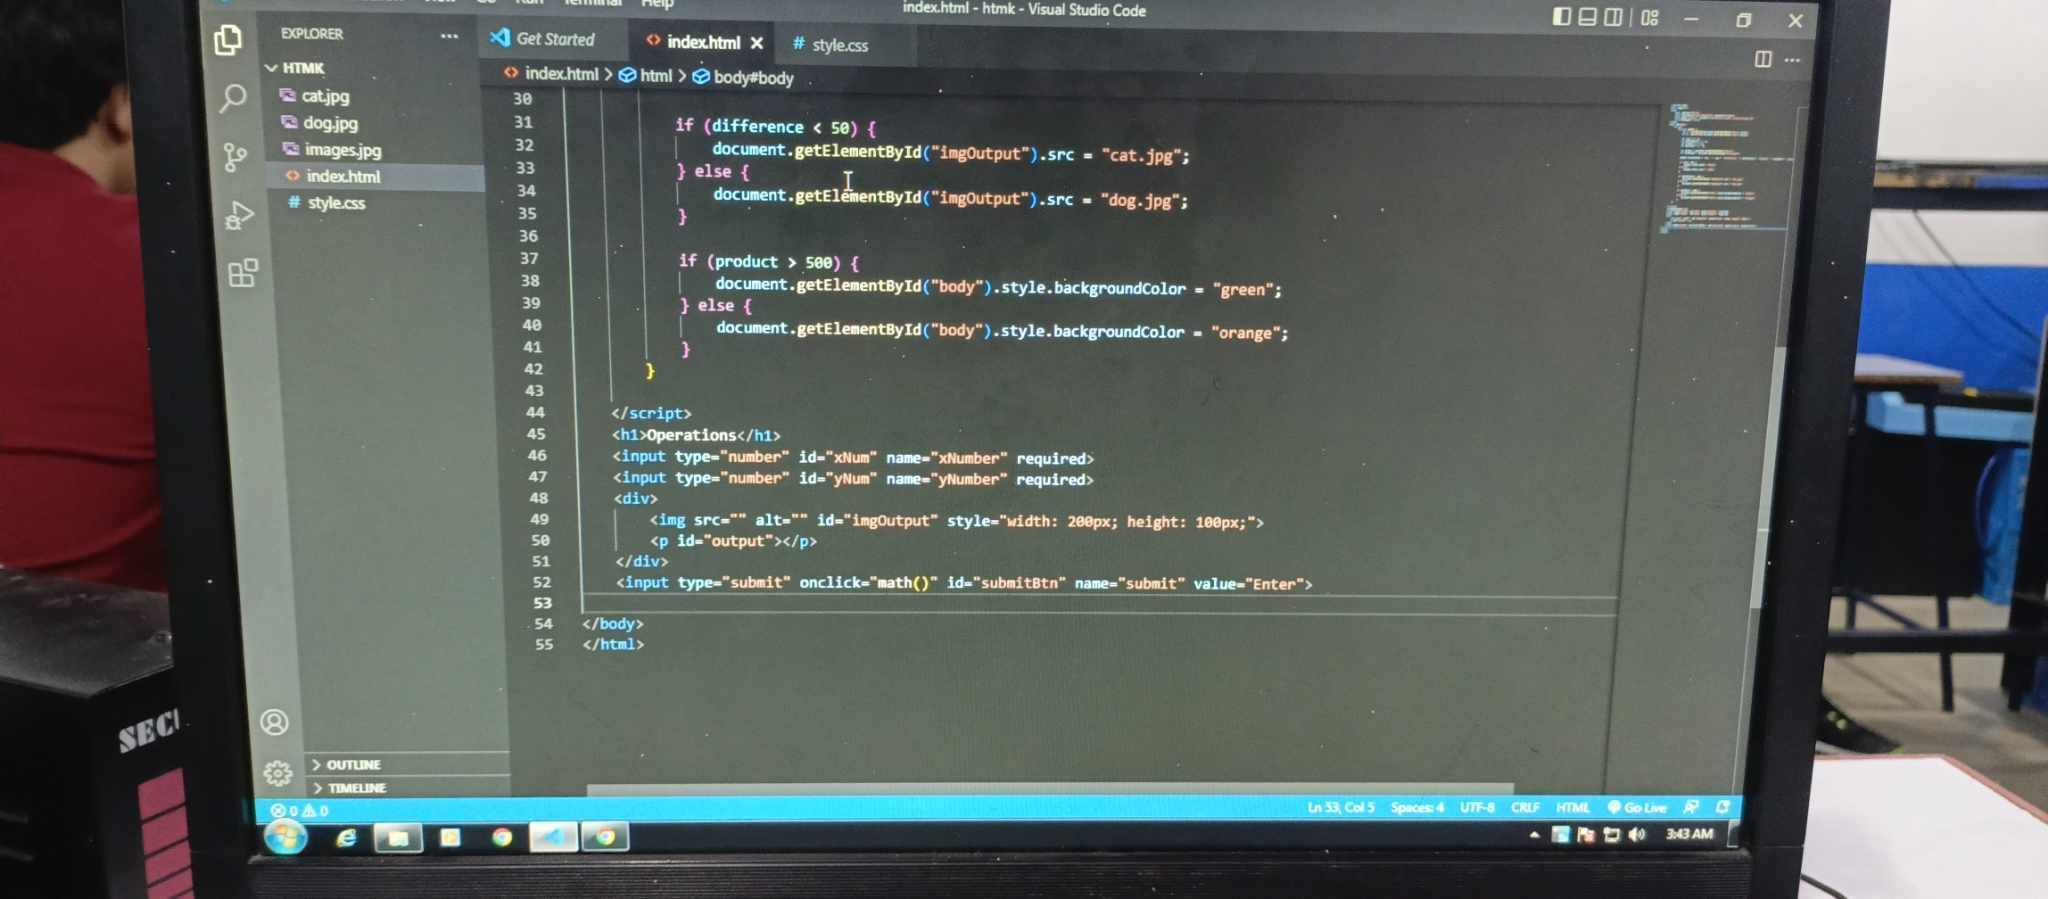 Run Terminal Help
index.html - htmk - Visual Studio Code
EXPLORER
Get Started
index.html
# style.css
HTMK
index.html > html > body#body
cat.jpg
dog.jpg
images.jpg
index.html
# style.css
30
31 if (difference < 50) {
32 document.getElementById("imgOutput").src = "cat.jpg";
33 } else {
34 document.getElementById("imgOutput").src = "dog.jpg";
35 }
36
37 if (product > 500) {
38 document.getElementById("body").style.backgroundColor = "green";
39 } else {
40 document.getElementById("body").style.backgroundColor = "orange";
41 }
42 }
43
44 </script>
45 <h1>Operations</h1>
46 <input type="number" id="xNum" name="xNumber" required>
47 <input type="number" id="yNum" name="yNumber" required>
48 <div>
49 <img src="" alt="" id="imgOutput" style="width: 200px; height: 100px;">
50 <p id="output"></p>
51 </div>
52 <input type="submit" onclick="math()" id="submitBtn" name="submit" value="Enter">
53
54 </body>
55 </html>
OUTLINE
TIMELINE
0 0
Ln 53, Col 5 Spaces: 4 UTF-8 CRLF HTML Go Live
3:43 AM